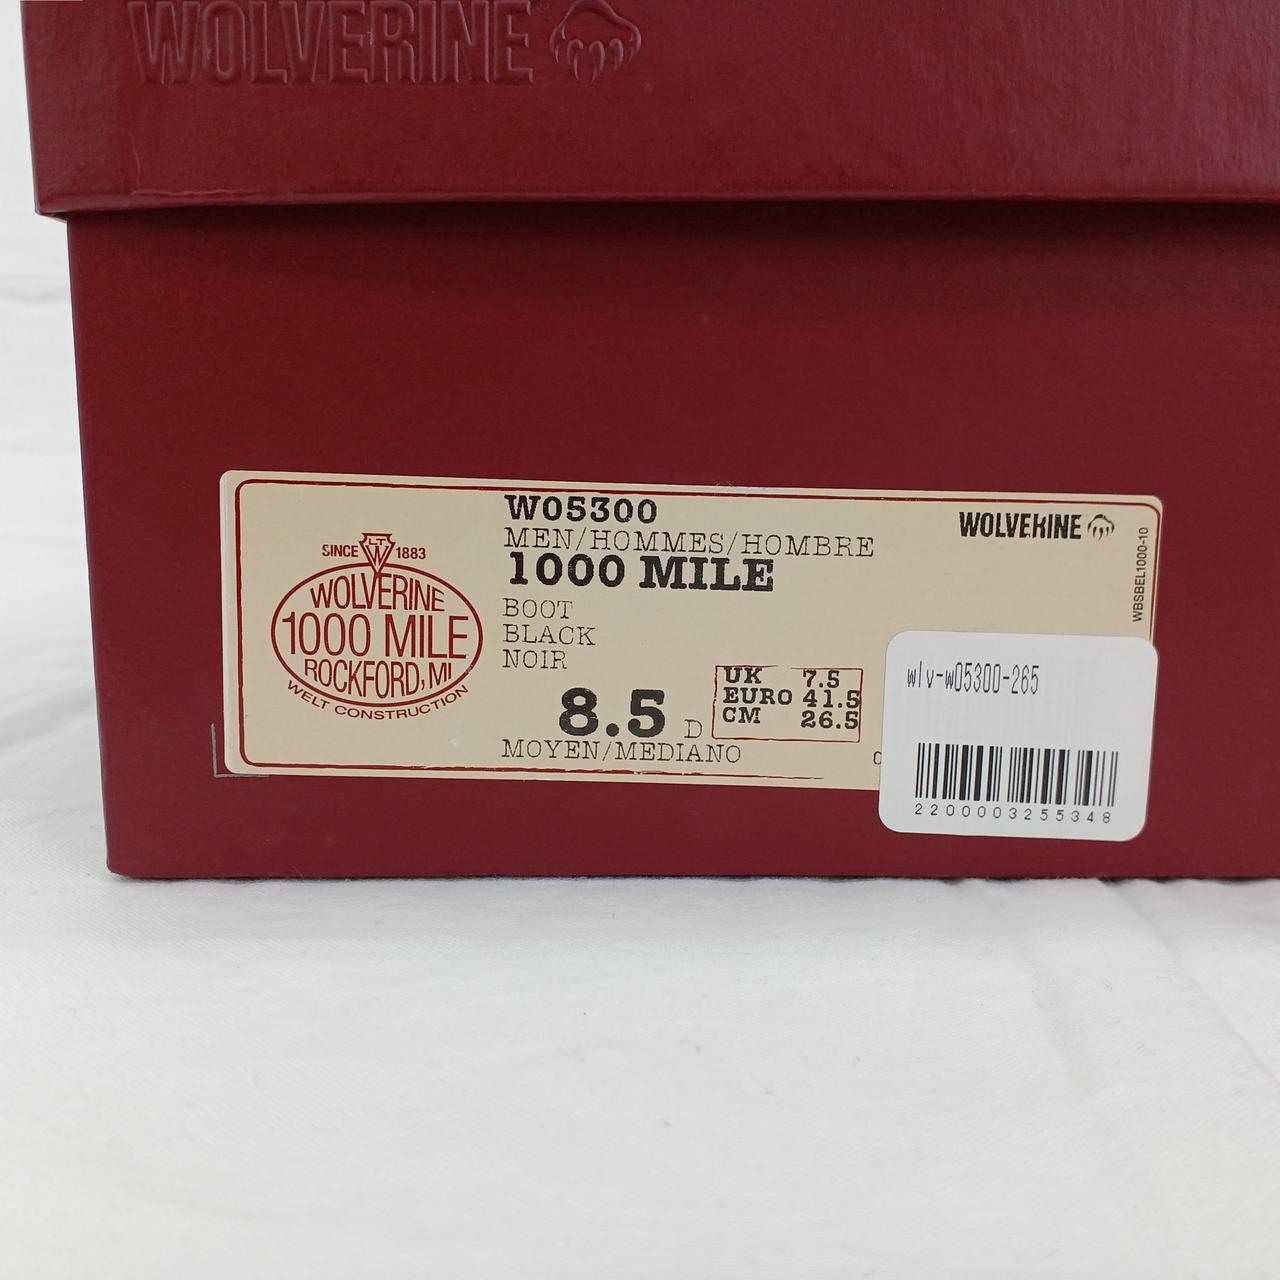 WOLVERINE
W05300
MEN/HOMMES/HOMBRE
1000 MILE
BOOT
BLACK
NOIR
8.5 D
MOYEN/MEDIANO
UK 7.5
EURO 41.5
CM 26.5
WOLVERINE
WBSBEL1000-10
SINCE LTW 1883
WOLVERINE
1000 MILE
ROCKFORD, MI
WELT CONSTRUCTION
wlv-w05300-265
2200003255348